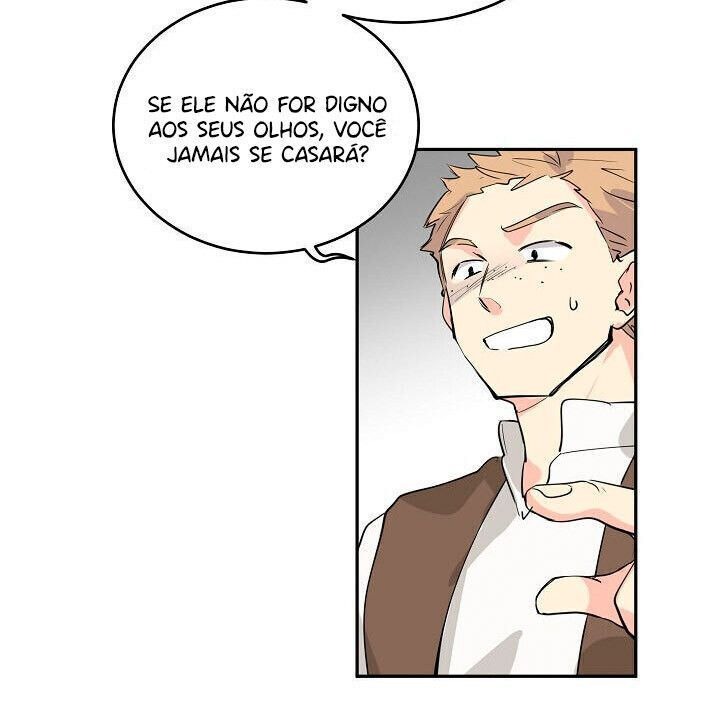 SE ELE NÃO FOR DIGNO
AOS SEUS OLHOS, VOCÊ
JAMAIS SE CASARÁ?